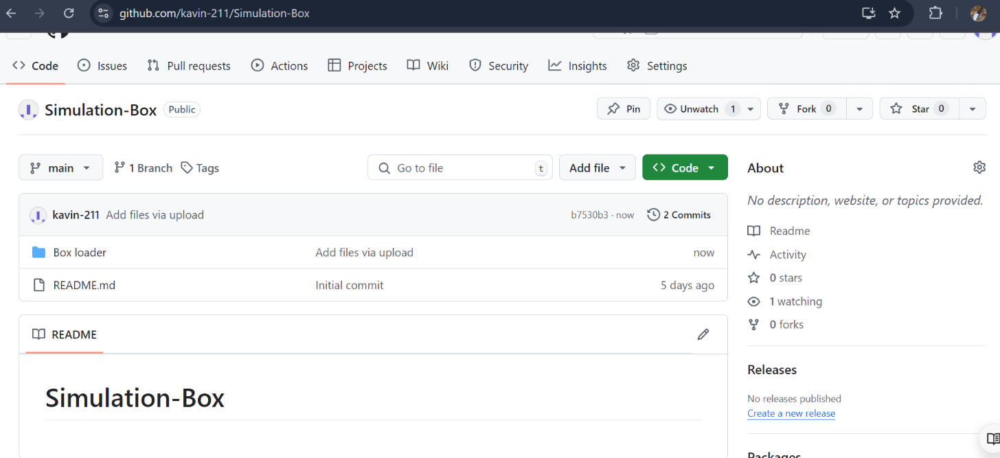 github.com/kavin-211/Simulation-Box
Code Issues Pull requests Actions Projects Wiki Security Insights Settings
Simulation-Box Public Pin Unwatch 1 Fork 0 Star 0
main 1 Branch Tags Go to file t Add file Code About
No description, website, or topics provided.
kavin-211 Add files via upload b7530b3 · now 2 Commits
Readme
Box loader Add files via upload now
Activity
0 stars
README.md Initial commit 5 days ago
1 watching
0 forks
README
Releases
Simulation-Box
No releases published
Create a new release